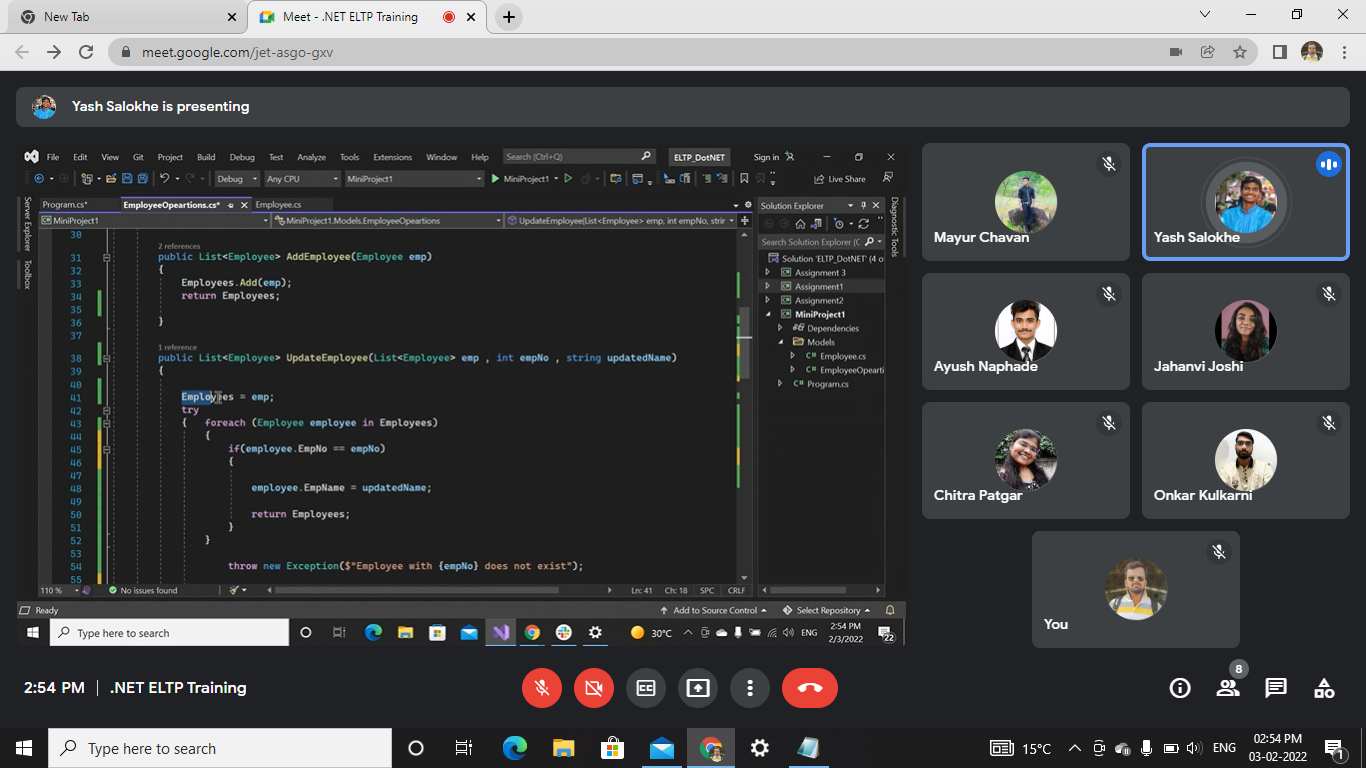 New Tab
Meet - .NET ELTP Training
meet.google.com/jet-asgo-gxv
Yash Salokhe is presenting
File Edit View Git Project Build Debug Test Analyze Tools Extensions Window Help Search (Ctrl+Q) ELTP_DotNET Sign in
Debug Any CPU MiniProject1 MiniProject1 Live Share
Server Explorer
Toolbox
Program.cs* EmployeeOpeartions.cs* Employee.cs
MiniProject1 MiniProject1.Models.EmployeeOpeartions UpdateEmployee(List<Employee> emp, int empNo, strir
30
2 references
31 public List<Employee> AddEmployee(Employee emp)
32 {
33 Employees.Add(emp);
34 return Employees;
35
36 }
37
1 reference
38 public List<Employee> UpdateEmployee(List<Employee> emp , int empNo , string updatedName)
39 {
40
41 Employees = emp;
42 try
43 { foreach (Employee employee in Employees)
44 {
45 if(employee.EmpNo == empNo)
46 {
47
48 employee.EmpName = updatedName;
49
50 return Employees;
51 }
52 }
53
54 throw new Exception($"Employee with {empNo} does not exist");
55
110 % No issues found Ln: 41 Ch: 18 SPC CRLF
Solution Explorer
Search Solution Explorer (C
Solution 'ELTP_DotNET' (4 o
Assignment 3
Assignment1
Assignment2
MiniProject1
Dependencies
Models
C# Employee.cs
C# EmployeeOpearti
C# Program.cs
Diagnostic Tools
Ready Add to Source Control Select Repository
Type here to search 30°C ENG 2:54 PM
2/3/2022 22
Mayur Chavan
Yash Salokhe
Ayush Naphade
Jahanvi Joshi
Chitra Patgar
Onkar Kulkarni
You
2:54 PM | .NET ELTP Training
8
Type here to search 15°C ENG 02:54 PM
03-02-2022 1